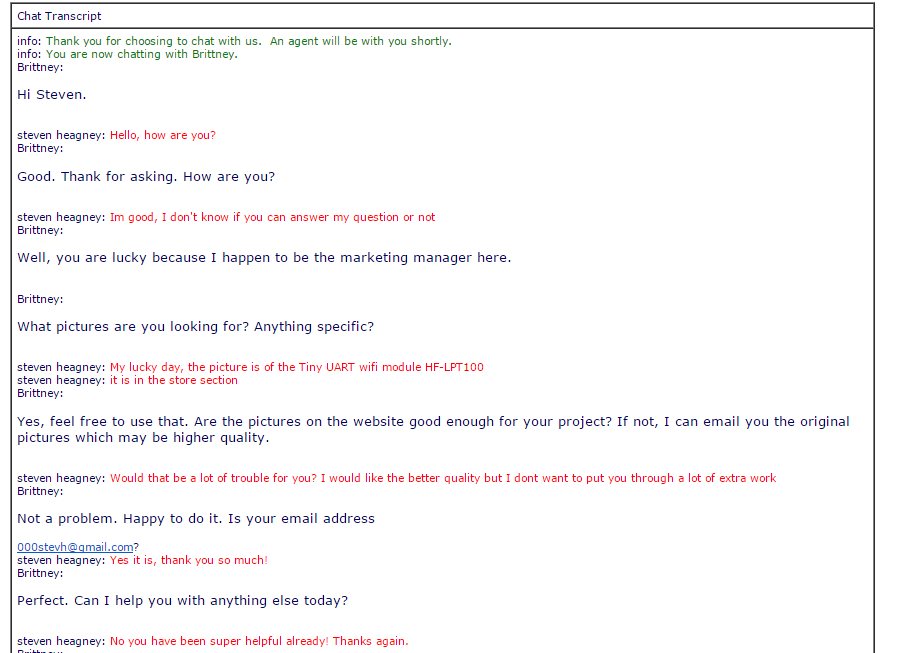 Chat Transcript
info: Thank you for choosing to chat with us.  An agent will be with you shortly.
info: You are now chatting with Brittney.
Brittney:
Hi Steven.
steven heagney: Hello, how are you?
Brittney:
Good. Thank for asking. How are you?
steven heagney: Im good, I don't know if you can answer my question or not
Brittney:
Well, you are lucky because I happen to be the marketing manager here.
Brittney:
What pictures are you looking for? Anything specific?
steven heagney: My lucky day, the picture is of the Tiny UART wifi module HF-LPT100
steven heagney: it is in the store section
Brittney:
Yes, feel free to use that. Are the pictures on the website good enough for your project? If not, I can email you the original
pictures which may be higher quality.
steven heagney: Would that be a lot of trouble for you? I would like the better quality but I dont want to put you through a lot of extra work
Brittney:
Not a problem. Happy to do it. Is your email address
000stevh@gmail.com?
steven heagney: Yes it is, thank you so much!
Brittney:
Perfect. Can I help you with anything else today?
steven heagney: No you have been super helpful already! Thanks again.
Brittney: